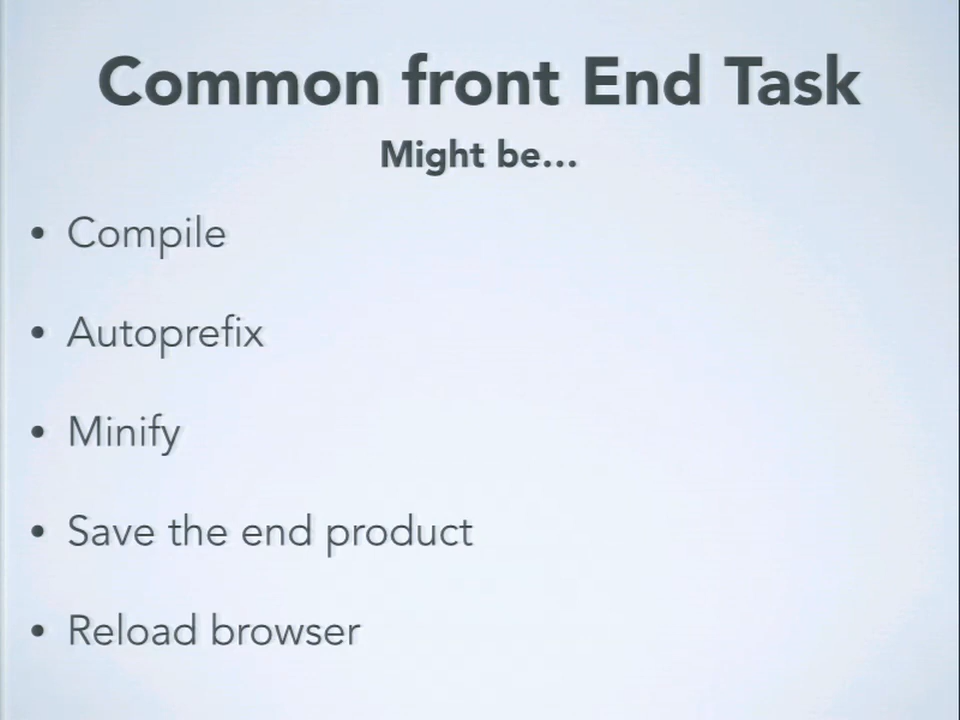 Common front End Task
Might be...
• Compile
• Autoprefix
• Minify
• Save the end product
• Reload browser